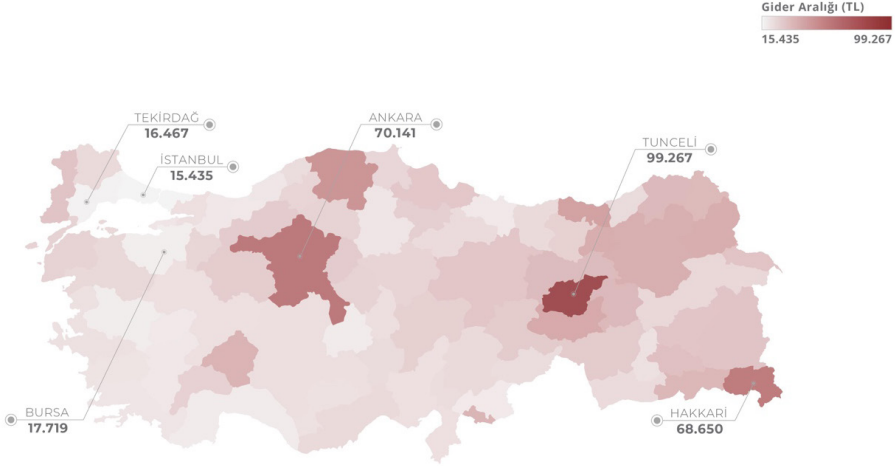 Gider Aralığı (TL)
15.435 99.267
TEKİRDAĞ
16.467
ANKARA
70.141
TUNCELİ
99.267
İSTANBUL
15.435
BURSA
17.719
HAKKARİ
68.650